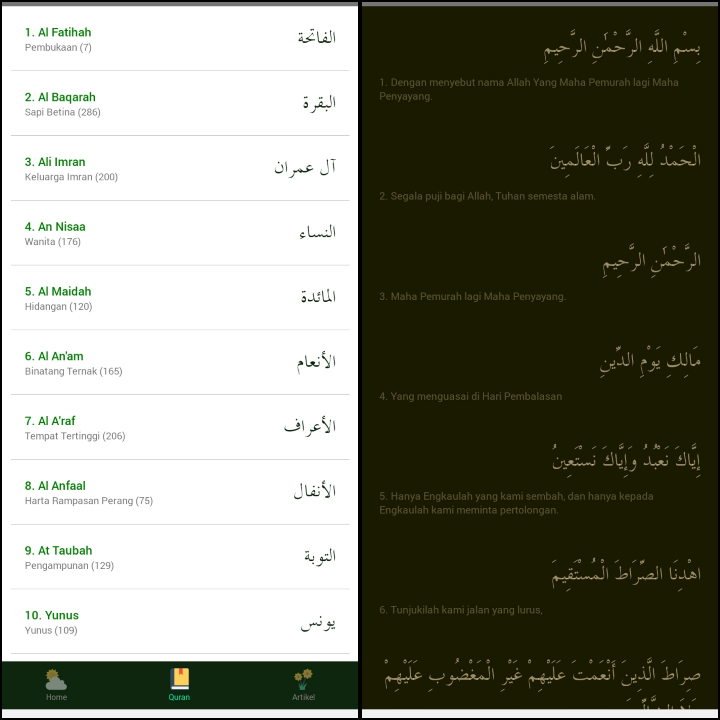 1. Al Fatihah
Pembukaan (7)
الفاتحة
2. Al Baqarah
Sapi Betina (286)
البقرة
3. Ali Imran
Keluarga Imran (200)
آل عمران
4. An Nisaa
Wanita (176)
النساء
5. Al Maidah
Hidangan (120)
المائدة
6. Al An'am
Binatang Ternak (165)
الأنعام
7. Al A'raf
Tempat Tertinggi (206)
الأعراف
8. Al Anfaal
Harta Rampasan Perang (75)
الأنفال
9. At Taubah
Pengampunan (129)
التوبة
10. Yunus
Yunus (109)
يونس
Home
Quran
Artikel
بِسْمِ اللَّهِ الرَّحْمَٰنِ الرَّحِيمِ
1. Dengan menyebut nama Allah Yang Maha Pemurah lagi Maha
Penyayang.
الْحَمْدُ لِلَّهِ رَبِّ الْعَالَمِينَ
2. Segala puji bagi Allah, Tuhan semesta alam.
الرَّحْمَٰنِ الرَّحِيمِ
3. Maha Pemurah lagi Maha Penyayang.
مَالِكِ يَوْمِ الدِّينِ
4. Yang menguasai di Hari Pembalasan
إِيَّاكَ نَعْبُدُ وَإِيَّاكَ نَسْتَعِينُ
5. Hanya Engkaulah yang kami sembah, dan hanya kepada
Engkaulah kami meminta pertolongan.
اهْدِنَا الصِّرَاطَ الْمُسْتَقِيمَ
6. Tunjukilah kami jalan yang lurus,
صِرَاطَ الَّذِينَ أَنْعَمْتَ عَلَيْهِمْ غَيْرِ الْمَغْضُوبِ عَلَيْهِمْ